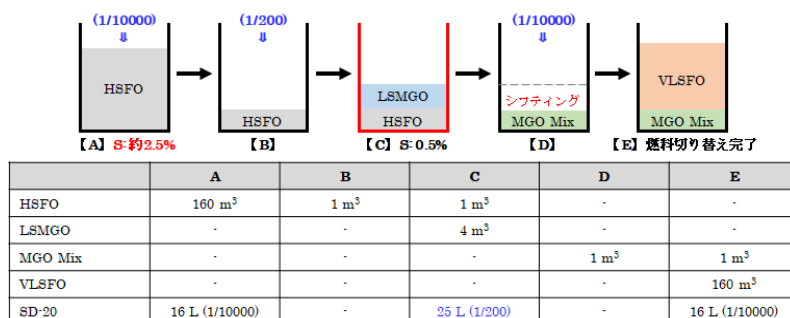 (1/10000) (1/200) (1/10000)
⇓ ⇓ ⇓
HSFO HSFO LSMGO HSFO シフティング MGO Mix VLSFO MGO Mix
【A】 S:約2.5% 【B】 【C】 S:0.5% 【D】 【E】 燃料切り替え完了
A B C D E
HSFO 160 m³ 1 m³ 1 m³ - -
LSMGO - - 4 m³ - -
MGO Mix - - - 1 m³ 1 m³
VLSFO - - - - 160 m³
SD-20 16 L (1/10000) - 25 L (1/200) - 16 L (1/10000)